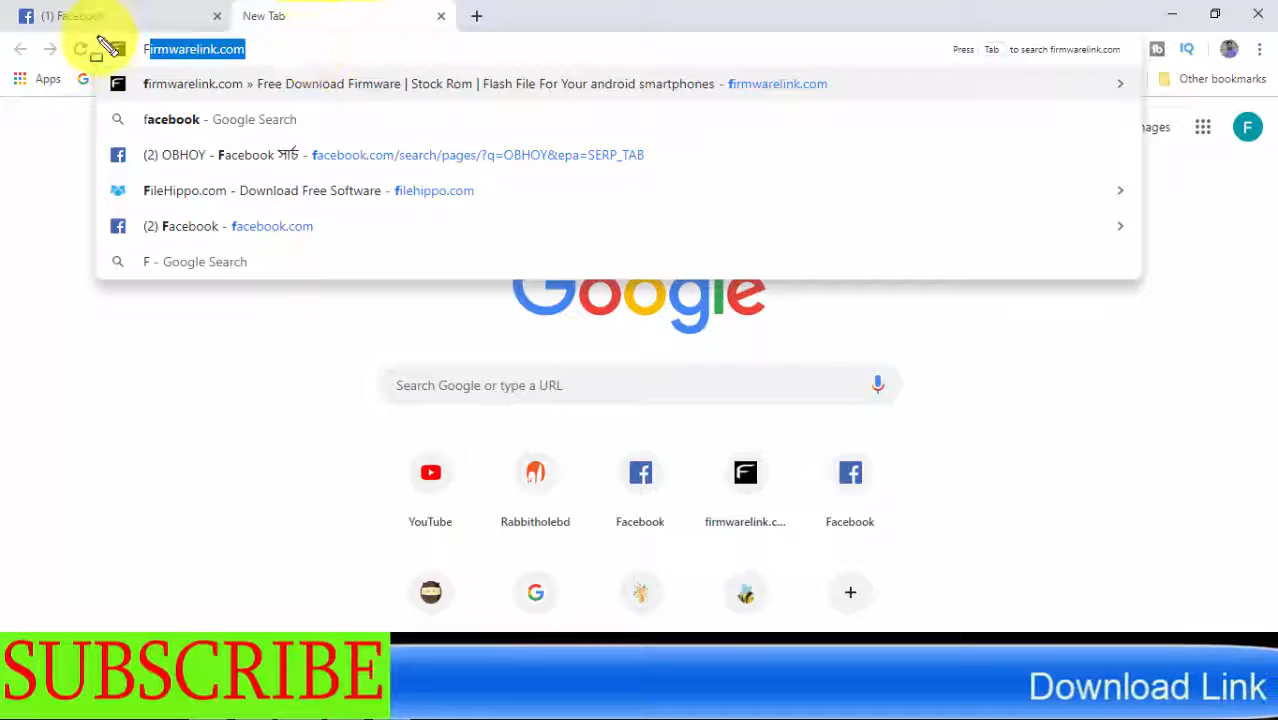 (1) Facebook
New Tab
Firmwarelink.com
Press Tab to search firmwarelink.com
Apps
Other bookmarks
firmwarelink.com » Free Download Firmware | Stock Rom | Flash File For Your android smartphones - firmwarelink.com
facebook - Google Search
(2) OBHOY - Facebook সার্চ - facebook.com/search/pages/?q=OBHOY&epa=SERP_TAB
FileHippo.com - Download Free Software - filehippo.com
(2) Facebook - facebook.com
F - Google Search
ages
F
Google
Search Google or type a URL
YouTube
Rabbitholebd
Facebook
firmwarelink.c...
Facebook
SUBSCRIBE
Download Link